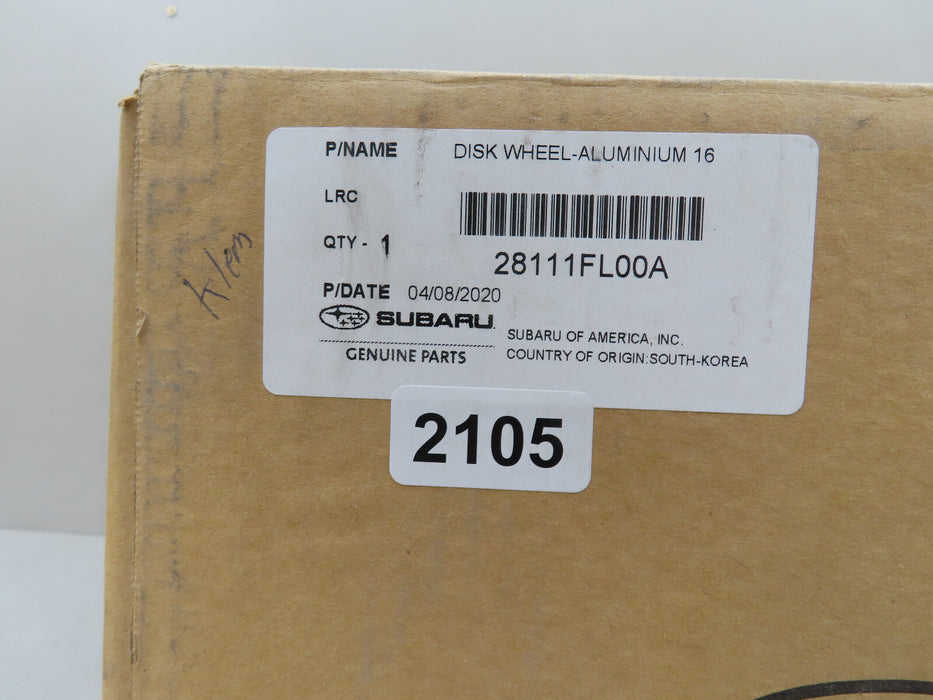 P/NAME DISK WHEEL-ALUMINIUM 16
LRC
QTY - 1
28111FL00A
P/DATE 04/08/2020
SUBARU
SUBARU OF AMERICA, INC.
GENUINE PARTS
COUNTRY OF ORIGIN:SOUTH-KOREA
2105